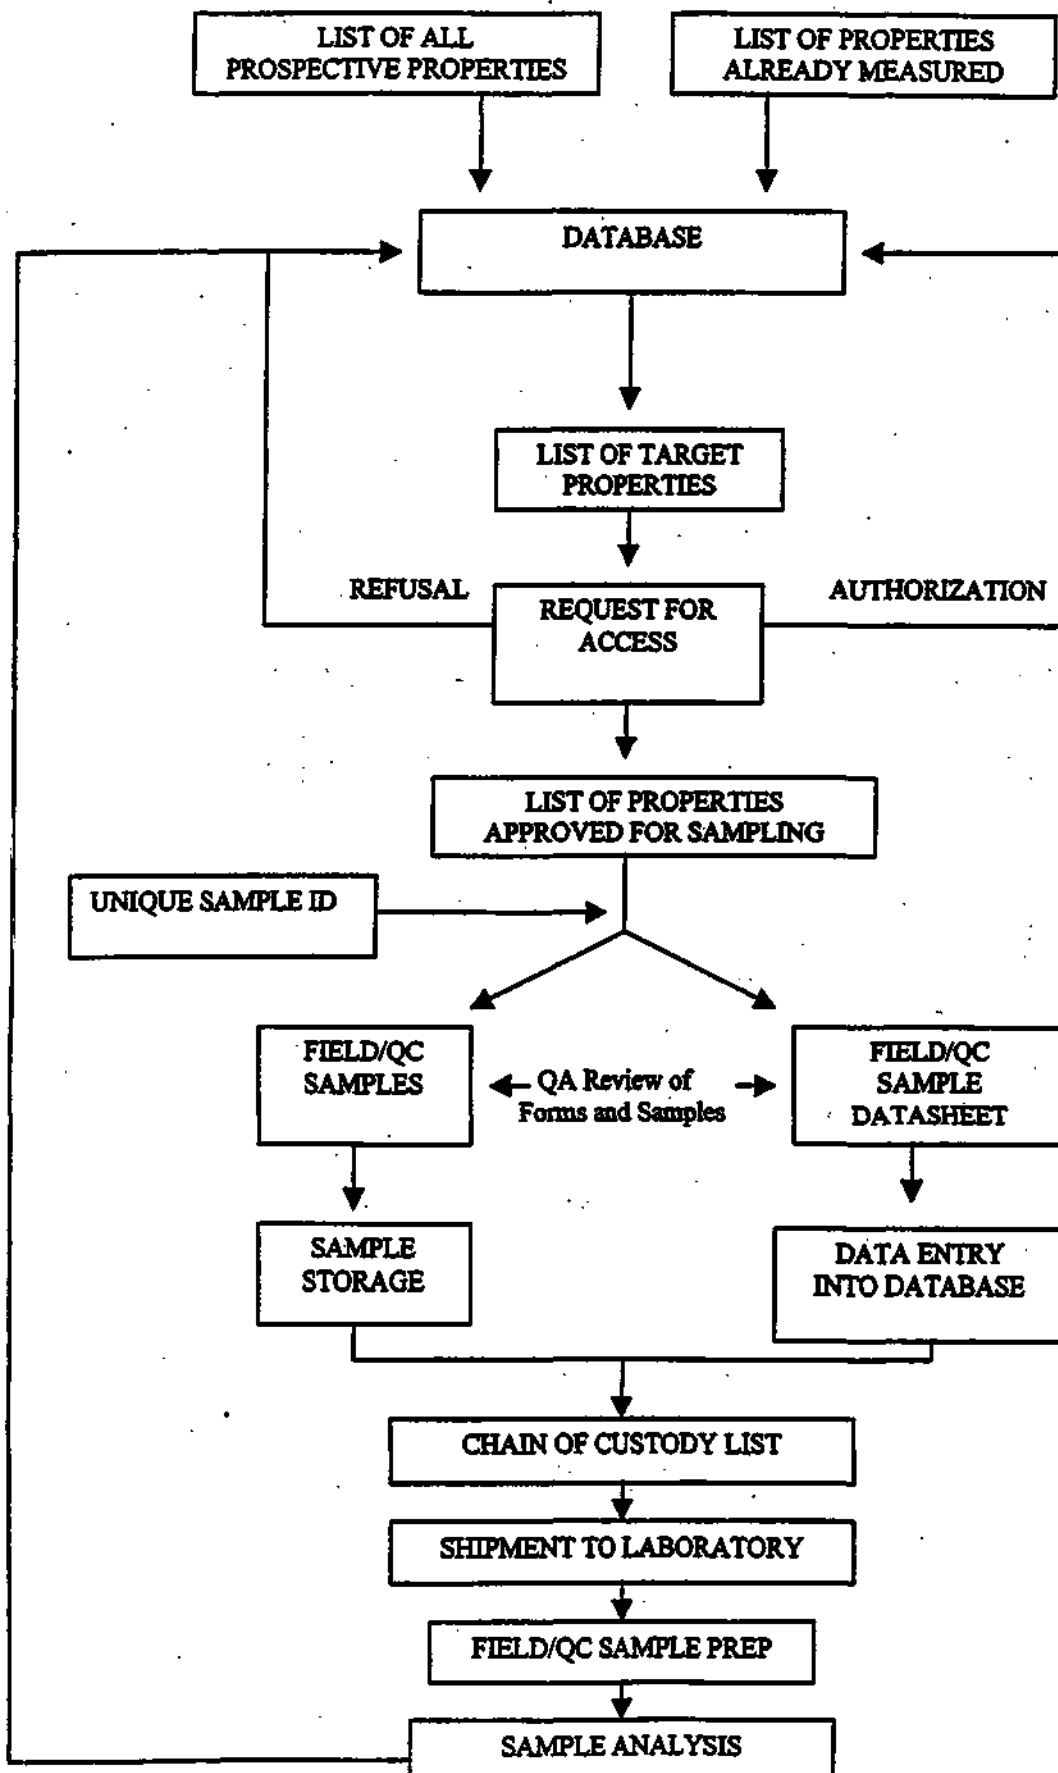 LIST OF ALL
PROSPECTIVE PROPERTIES
LIST OF PROPERTIES
ALREADY MEASURED
DATABASE
LIST OF TARGET
PROPERTIES
REFUSAL
REQUEST FOR
ACCESS
AUTHORIZATION
LIST OF PROPERTIES
APPROVED FOR SAMPLING
UNIQUE SAMPLE ID
FIELD/QC
SAMPLES
QA Review of
Forms and Samples
FIELD/QC
SAMPLE
DATASHEET
SAMPLE
STORAGE
DATA ENTRY
INTO DATABASE
CHAIN OF CUSTODY LIST
SHIPMENT TO LABORATORY
FIELD/QC SAMPLE PREP
SAMPLE ANALYSIS